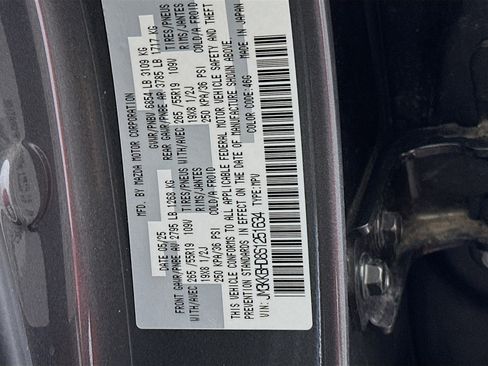 MFD. BY MAZDA MOTOR CORPORATION
DATE 05/25 GVWR/PNBV 6854 LB 3109 KG
FRONT GAWR/PNBE AV 2795 LB 1268 KG REAR GAWR/PNBE AR 3785 LB 1717 KG
WITH/AVEC 265 /55R19 109V TIRES/PNEUS WITH/AVEC 265 /55R19 109V TIRES/PNEUS
19X8 1/2J RIMS/JANTES 19X8 1/2J RIMS/JANTES
250 KPA/36 PSI COLD/A FROID 250 KPA/36 PSI COLD/A FROID
THIS VEHICLE CONFORMS TO ALL APPLICABLE FEDERAL MOTOR VEHICLE SAFETY AND THEFT
PREVENTION STANDARDS IN EFFECT ON THE DATE OF MANUFACTURE SHOWN ABOVE.
VIN: TYPE:MPV COLOR CODE:46G MADE IN JAPAN